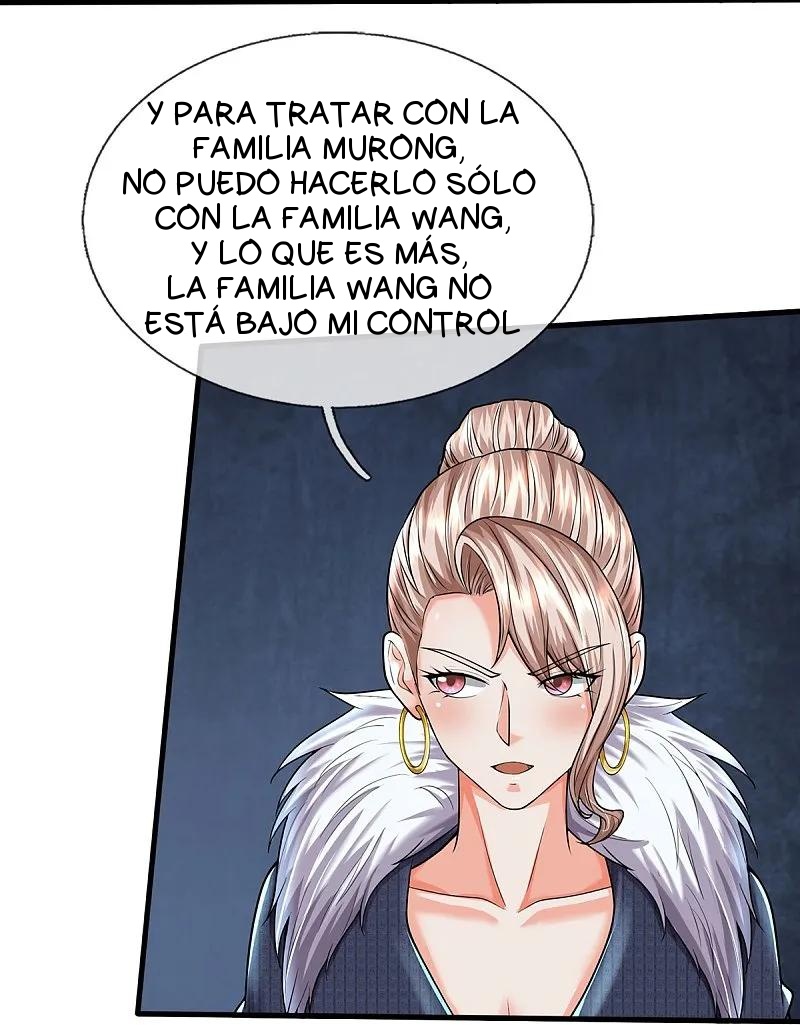 Y PARA TRATAR CON LA
FAMILIA MURONG,
NO PUEDO HACERLO SÓLO
CON LA FAMILIA WANG,
Y LO QUE ES MÁS,
LA FAMILIA WANG NO
ESTÁ BAJO MI CONTROL